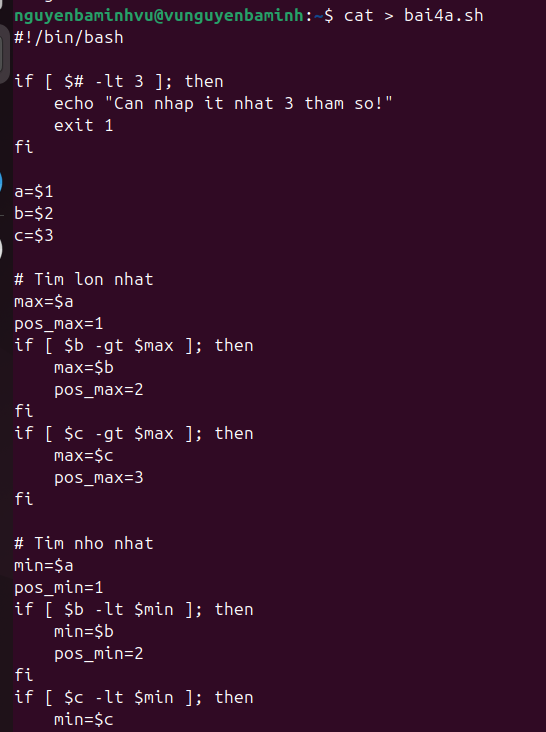 nguyenbaminhvu@vunguyenbaminh:~$ cat > bai4a.sh
#!/bin/bash

if [ $# -lt 3 ]; then
    echo "Can nhap it nhat 3 tham so!"
    exit 1
fi

a=$1
b=$2
c=$3

# Tim lon nhat
max=$a
pos_max=1
if [ $b -gt $max ]; then
    max=$b
    pos_max=2
fi
if [ $c -gt $max ]; then
    max=$c
    pos_max=3
fi

# Tim nho nhat
min=$a
pos_min=1
if [ $b -lt $min ]; then
    min=$b
    pos_min=2
fi
if [ $c -lt $min ]; then
    min=$c